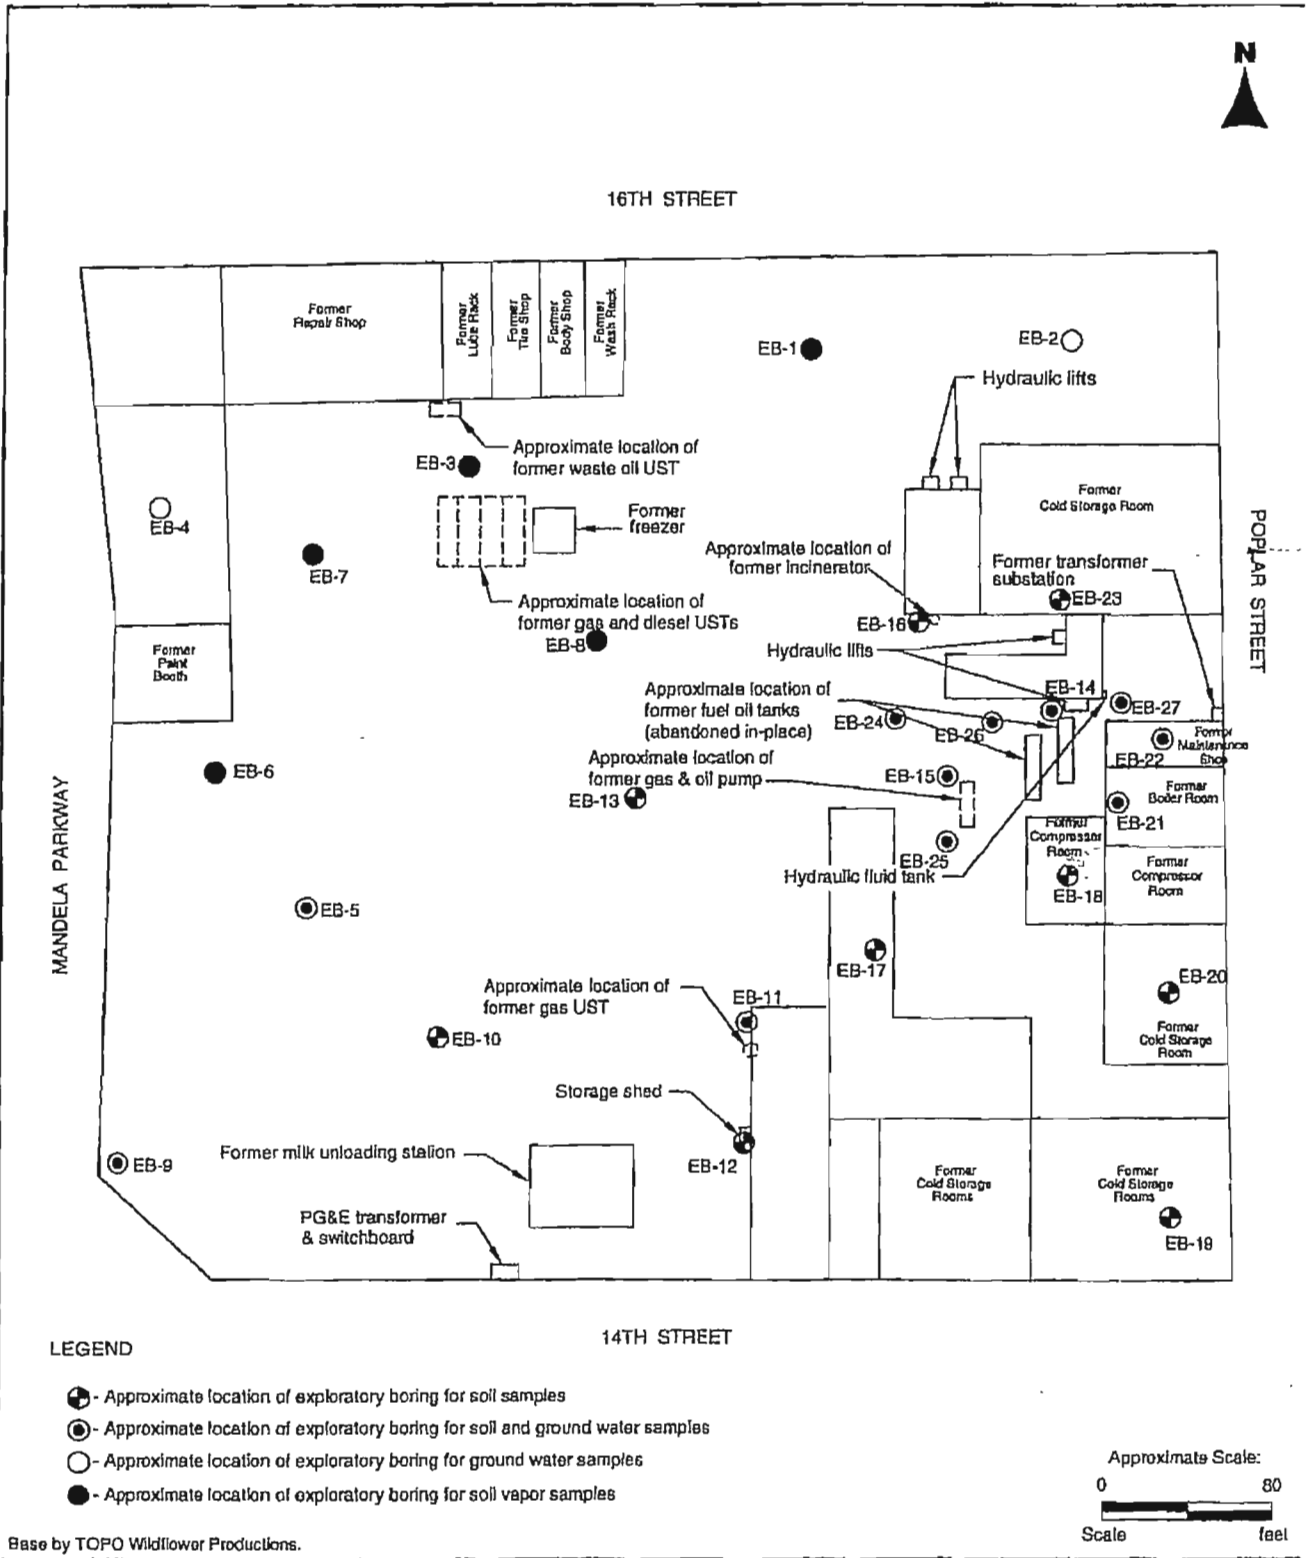 N
16TH STREET
Former
Repair Shop
Former
Lube Rack
Former
Tire Shop
Former
Body Shop
Former
Wash Rack
EB-1
EB-2
Hydraulic lifts
Approximate location of
former waste oil UST
EB-3
Former
Cold Storage Room
EB-4
Former
freezer
POPLAR STREET
Approximate location of
former incinerator
Former transformer
substation
EB-7
EB-23
Approximate location of
former gas and diesel USTs
EB-8
EB-16
Hydraulic lifts
Former
Paint
Booth
EB-14
Approximate location of
former fuel oil tanks
(abandoned in-place)
EB-24
EB-26
EB-27
Former
Maintenance
Shop
EB-22
EB-6
Approximate location of
former gas & oil pump
EB-15
EB-13
Former
Boiler Room
EB-21
Former
Compressor
Room
EB-25
Hydraulic fluid tank
Former
Compressor
Room
EB-18
MANDELA PARKWAY
EB-5
EB-17
EB-20
Approximate location of
former gas UST
EB-11
EB-10
Former
Cold Storage
Room
Storage shed
Former milk unloading station
EB-12
EB-9
Former
Cold Storage
Rooms
Former
Cold Storage
Rooms
PG&E transformer
& switchboard
EB-19
14TH STREET
LEGEND
- Approximate location of exploratory boring for soil samples
- Approximate location of exploratory boring for soil and ground water samples
- Approximate location of exploratory boring for ground water samples
- Approximate location of exploratory boring for soil vapor samples
Approximate Scale:
0 80
Scale feet
Base by TOPO Wildflower Productions.